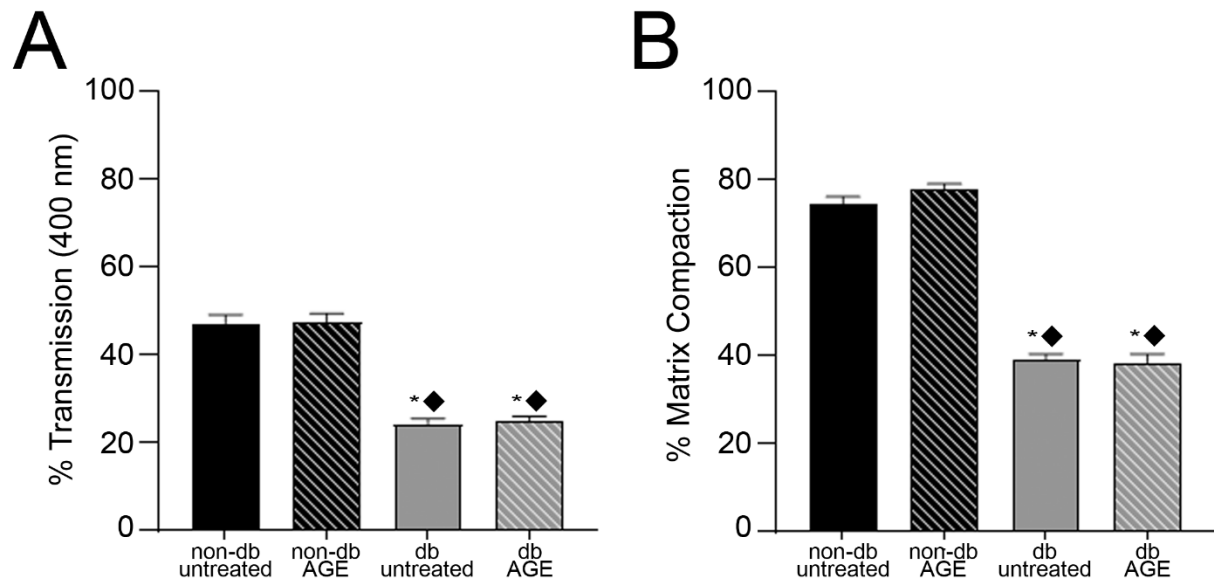 A
% Transmission (400 nm)
100
80
60
40
20
0
*
*
non-db
untreated
non-db
AGE
db
untreated
db
AGE
B
% Matrix Compaction
100
80
60
40
20
0
*
*
non-db
untreated
non-db
AGE
db
untreated
db
AGE